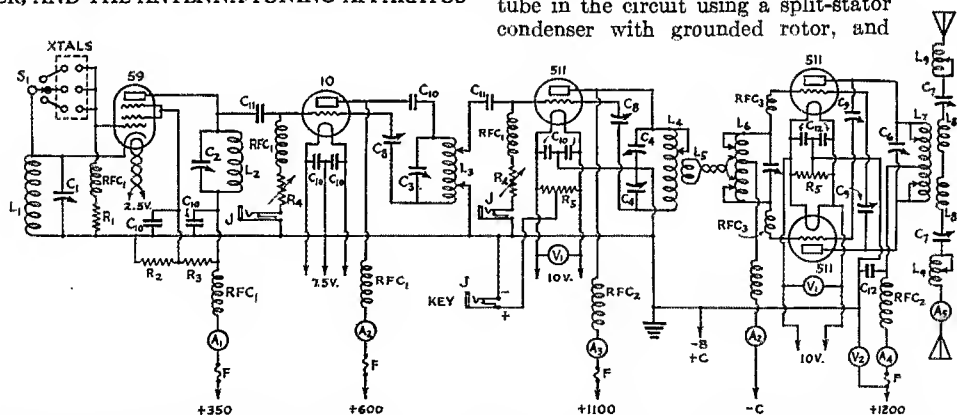 ER, AND THE ANTENNA TUNING APPARATUS
tube in the circuit using a split-stator
condenser with grounded rotor, and
XTALS
S1
59
10
511
511
C11
C10
C11
C8
RFC3
C9
L9
C7
L8
L1
C1
RFC1
R1
2.5V.
C2
L2
RFC1
R4
C10
C10
C8
C3
L3
RFC1
R4
C10
C4
C4
L4
L5
L6
C12
R5
C9
C6
L7
C10
C10
J
J
R5
RFC3
L8
C7
R2
R3
7.5V.
V1
10V.
511
C12
L9
RFC1
RFC1
J
KEY
-
+
RFC2
V1
RFC2
A1
A2
A3
-B
+C
A2
10V.
V2
A4
A5
F
F
F
+350
+600
+1100
-C
+1200